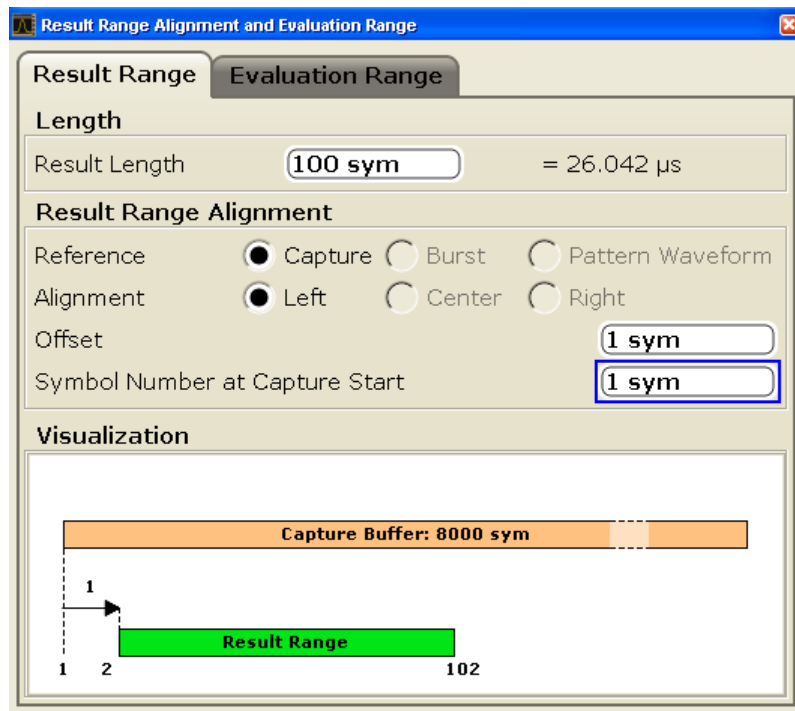 Result Range Alignment and Evaluation Range
Result Range Evaluation Range
Length
Result Length 100 sym = 26.042 µs
Result Range Alignment
Reference Capture Burst Pattern Waveform
Alignment Left Center Right
Offset 1 sym
Symbol Number at Capture Start 1 sym
Visualization
Capture Buffer: 8000 sym
1
Result Range
1 2 102